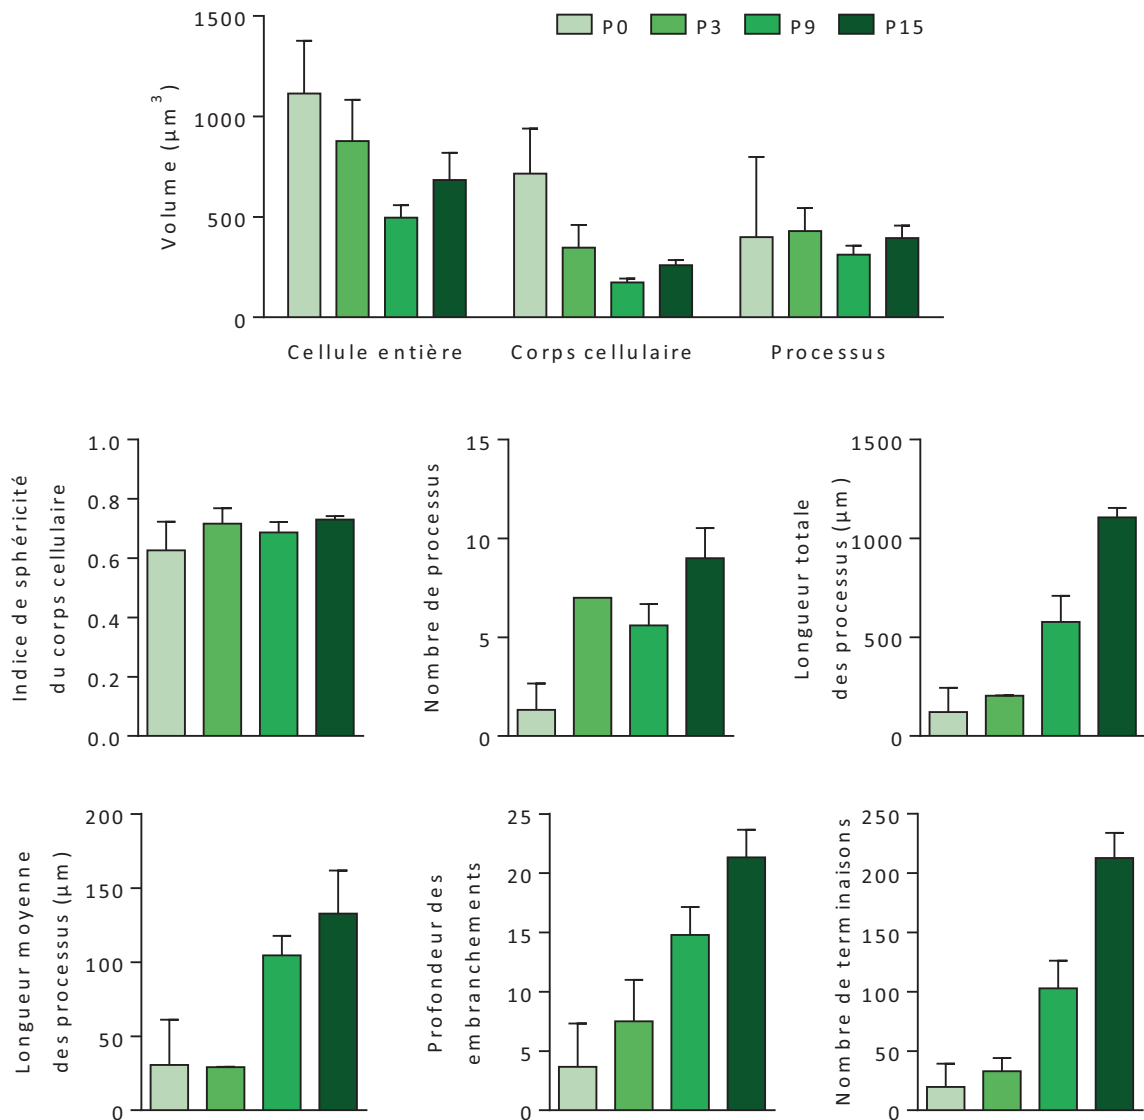 P0 P3 P9 P15
1500
1000
500
0
Volume (µm³)
Cellule entière Corps cellulaire Processus
1.0
0.8
0.6
0.4
0.2
0.0
Indice de sphéricité
du corps cellulaire
15
10
5
0
Nombre de processus
1500
1000
500
0
Longueur totale
des processus (µm)
200
150
100
50
0
Longueur moyenne
des processus (µm)
25
20
15
10
5
0
Profondeur des
embranchements
250
200
150
100
50
0
Nombre de terminaisons